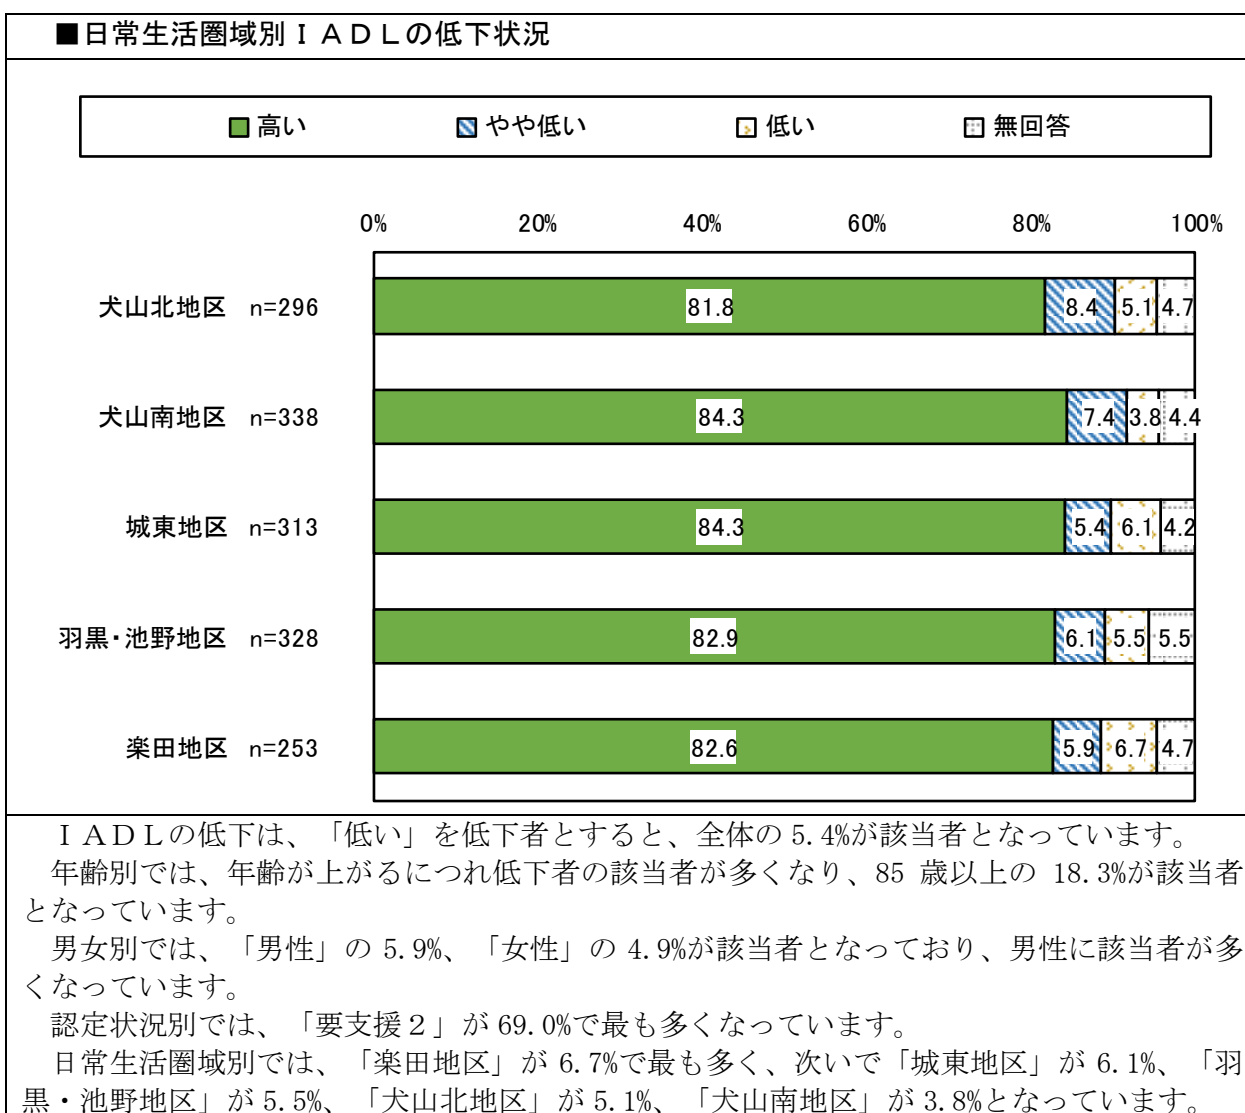 ■日常生活圏域別ＩＡＤＬの低下状況
高い やや低い 低い 無回答
0% 20% 40% 60% 80% 100%
犬山北地区 n=296 81.8 8.4 5.1 4.7
犬山南地区 n=338 84.3 7.4 3.8 4.4
城東地区 n=313 84.3 5.4 6.1 4.2
羽黒・池野地区 n=328 82.9 6.1 5.5 5.5
楽田地区 n=253 82.6 5.9 6.7 4.7
ＩＡＤＬの低下は、「低い」を低下者とすると、全体の 5.4%が該当者となっています。
年齢別では、年齢が上がるにつれ低下者の該当者が多くなり、85 歳以上の 18.3%が該当者
となっています。
男女別では、「男性」の 5.9%、「女性」の 4.9%が該当者となっており、男性に該当者が多
くなっています。
認定状況別では、「要支援２」が 69.0%で最も多くなっています。
日常生活圏域別では、「楽田地区」が 6.7%で最も多く、次いで「城東地区」が 6.1%、「羽
黒・池野地区」が 5.5%、「犬山北地区」が 5.1%、「犬山南地区」が 3.8%となっています。